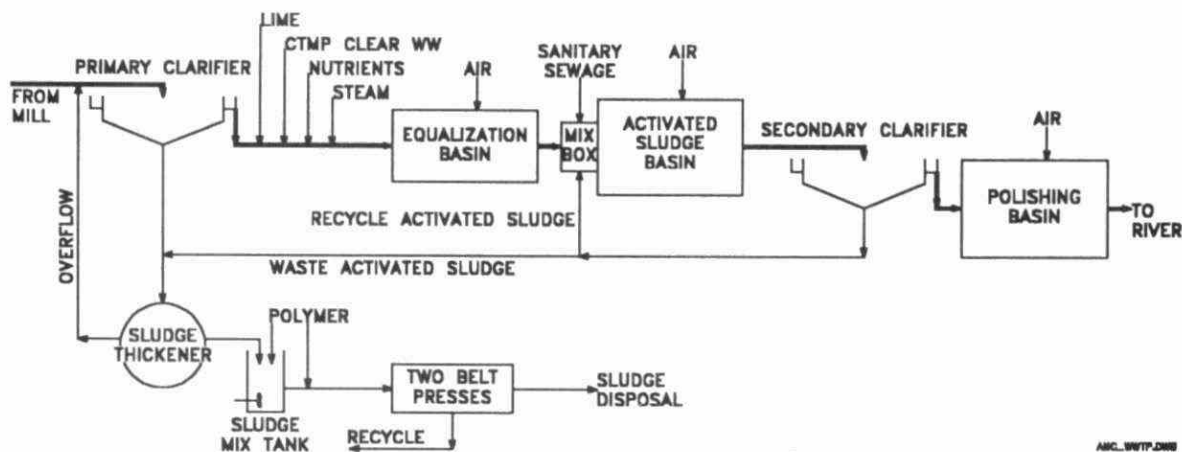 LIME
CTMP CLEAR WW
NUTRIENTS
STEAM
PRIMARY CLARIFIER
FROM
MILL
AIR
EQUALIZATION
BASIN
SANITARY
SEWAGE
MIX
BOX
AIR
ACTIVATED
SLUDGE
BASIN
SECONDARY CLARIFIER
AIR
POLISHING
BASIN
TO
RIVER
RECYCLE ACTIVATED SLUDGE
WASTE ACTIVATED SLUDGE
OVERFLOW
SLUDGE
THICKENER
POLYMER
SLUDGE
MIX TANK
TWO BELT
PRESSES
SLUDGE
DISPOSAL
RECYCLE